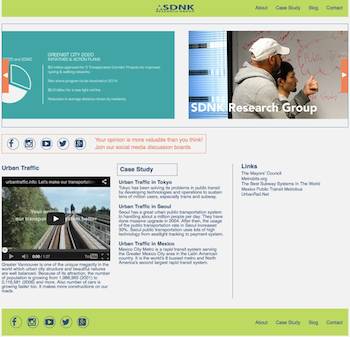 SDNK
RESEARCH GROUP
About Case Study Blog Contact
GREENEST CITY 2020
INITIATIVES & ACTION PLANS
SDNK Research Group
Your opinion is more valuable than you think!
Join our social media discussion boards
Urban Traffic
urbantraffic.info: Let's make our transportati...
Case Study
Urban Traffic in Tokyo
Tokyo has been solving its problems in public transit
by developing technologies and operations to sustain
tens of million users, especially trams and subway.
Urban Traffic in Seoul
Seoul has a great urban public transportation system
to handling about a million people per day. They have
done massive upgrade in 2004. After then, the usage
of the public transportation rate in Seoul increased
30%. Seoul public transportation uses lots of high
technology from seatlight tracking to payment-system.
Urban Traffic in Mexico
Mexico City Metro is a rapid transit system serving
the Greater Mexico City area in the Latin American
country. It is the world's 8 busiest metro and North
America's second largest rapid transit system.
Links
The Mayors' Council
Metrobits.org
The Best Subway Systems In The World
Mexico Public Transit Metrobus
UrbanRail.Net
Greater Vancouver is one of the unique megacity in the
world which urban city structure and beautiful natures
are well balanced. Because of its attraction, the number
of population is growing from 1,986,965 (2001) to
2,116,581 (2006) and more. Also number of cars is
growing faster too. It makes more constructions on our
roads.
About Case Study Blog Contact